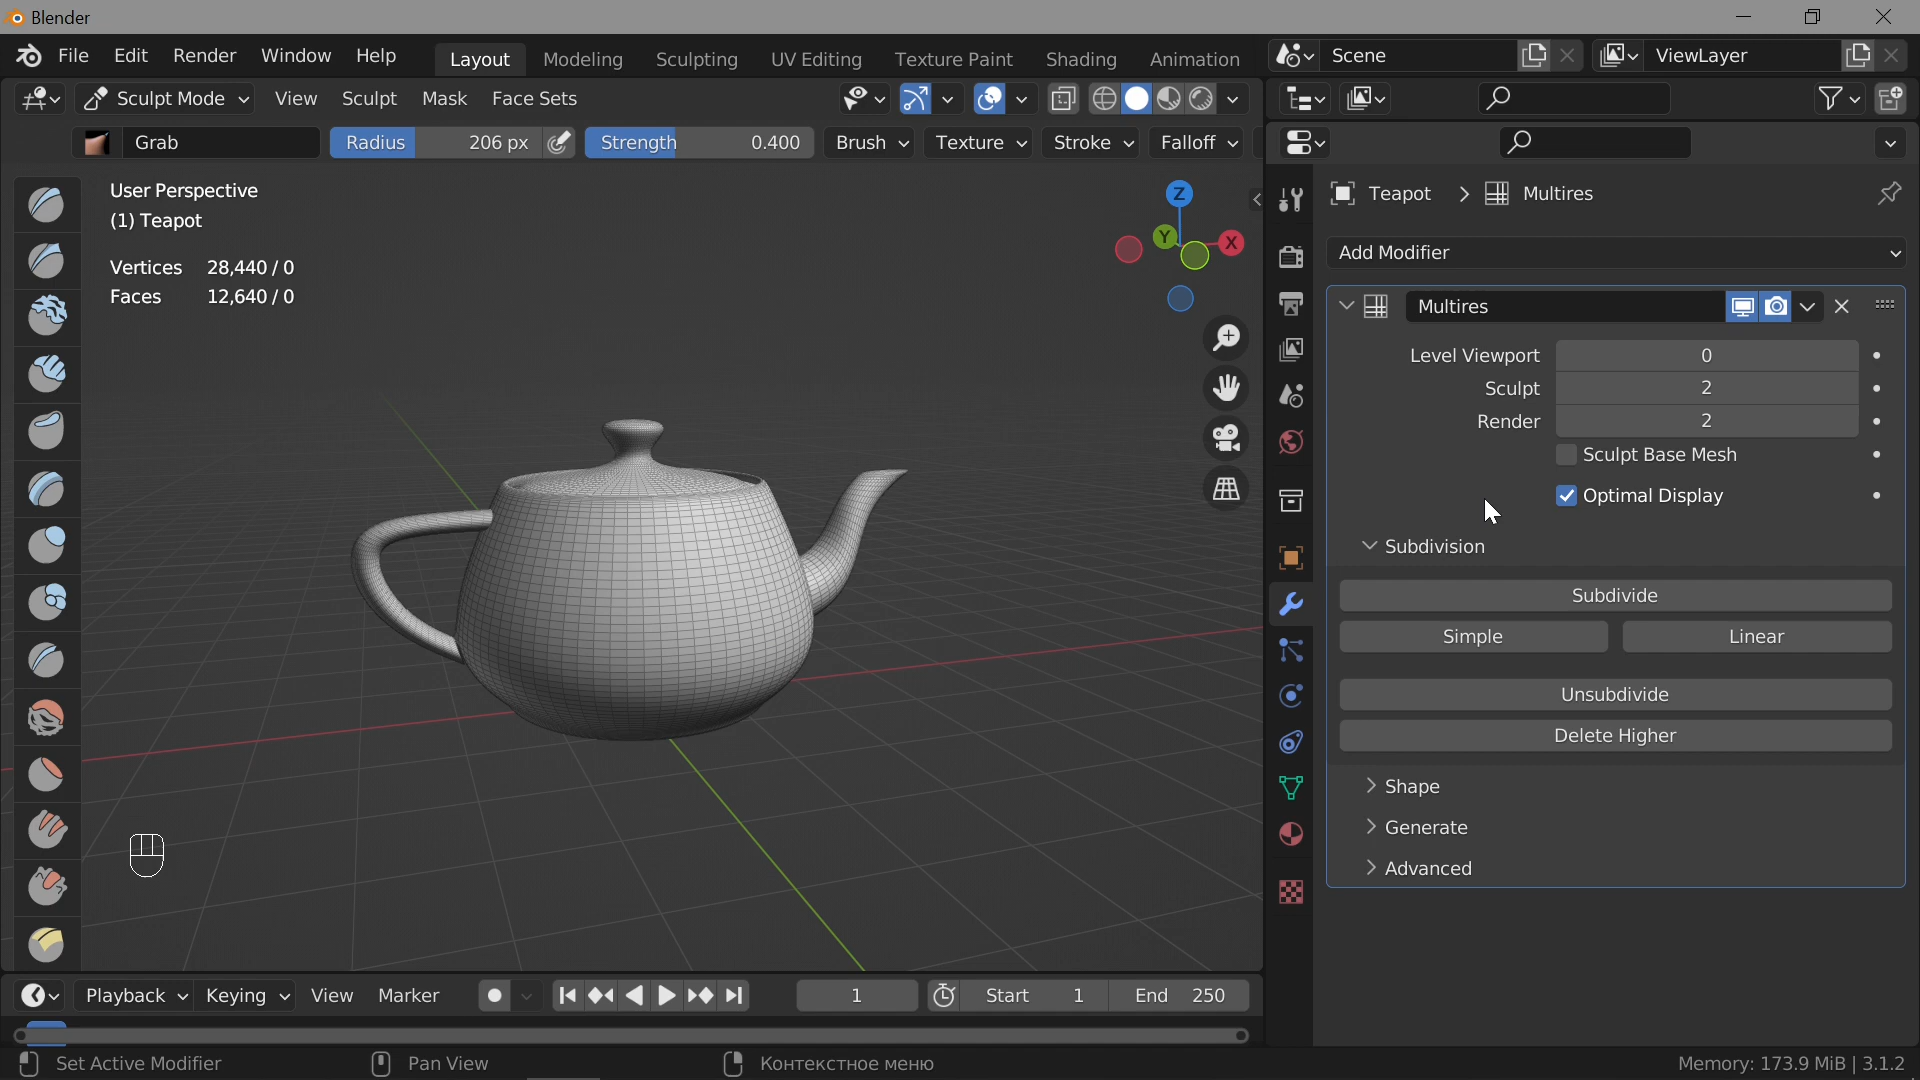 Blender
File Edit Render Window Help Layout Modeling Sculpting UV Editing Texture Paint Shading Animation Scene ViewLayer
Sculpt Mode View Sculpt Mask Face Sets
Grab Radius 206 px Strength 0.400 Brush Texture Stroke Falloff
User Perspective
(1) Teapot
Vertices 28,440 / 0
Faces 12,640 / 0
Z
Y
X
Teapot > Multires
Add Modifier
Multires
Level Viewport 0
Sculpt 2
Render 2
Sculpt Base Mesh
Optimal Display
Subdivision
Subdivide
Simple Linear
Unsubdivide
Delete Higher
Shape
Generate
Advanced
Playback Keying View Marker 1 Start 1 End 250
Set Active Modifier Pan View Контекстное меню Memory: 173.9 MiB | 3.1.2